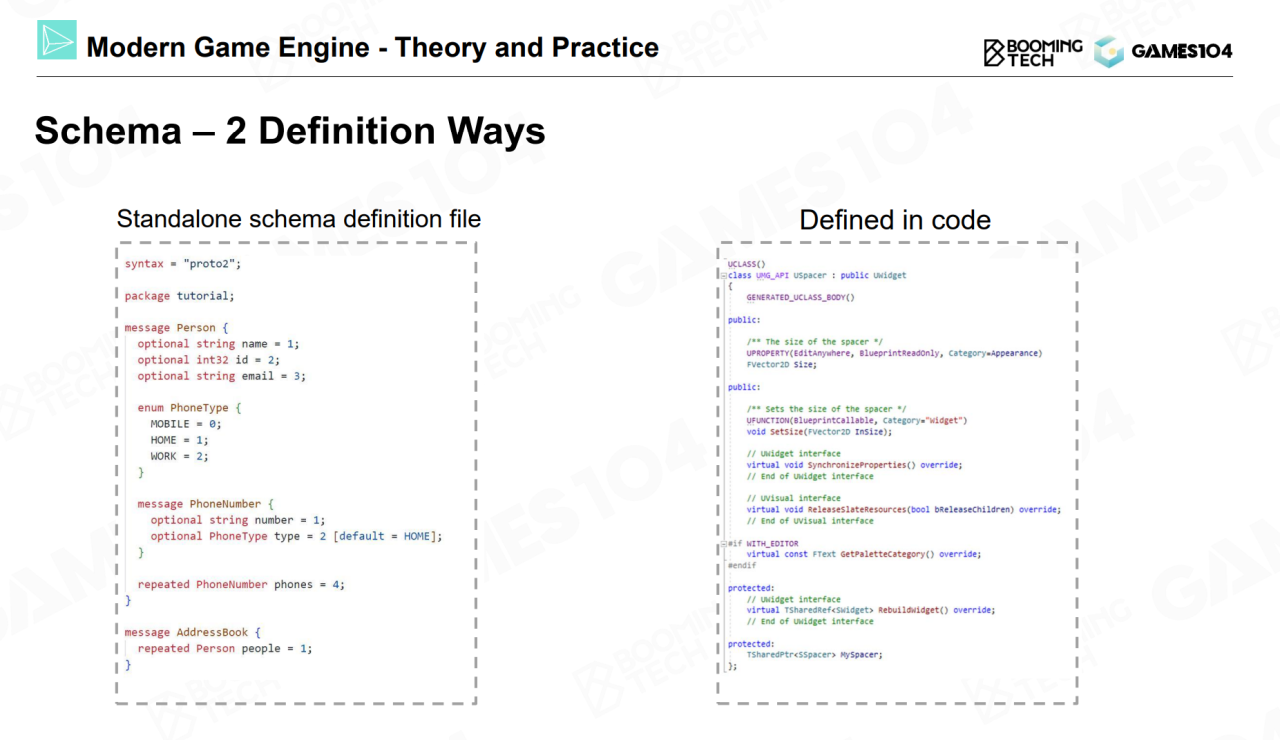 Modern Game Engine - Theory and Practice
BOOMING
TECH
GAMES104
Schema – 2 Definition Ways
Standalone schema definition file
syntax = "proto2";
package tutorial;
message Person {
optional string name = 1;
optional int32 id = 2;
optional string email = 3;
enum PhoneType {
MOBILE = 0;
HOME = 1;
WORK = 2;
}
message PhoneNumber {
optional string number = 1;
optional PhoneType type = 2 [default = HOME];
}
repeated PhoneNumber phones = 4;
}
message AddressBook {
repeated Person people = 1;
}
Defined in code
UCLASS()
class UMG_API USpacer : public UWidget
{
GENERATED_UCLASS_BODY()
public:
/** The size of the spacer */
UPROPERTY(EditAnywhere, BlueprintReadOnly, Category=Appearance)
FVector2D Size;
public:
/** Sets the size of the spacer */
UFUNCTION(BlueprintCallable, Category="Widget")
void SetSize(FVector2D InSize);
// UWidget interface
virtual void SynchronizeProperties() override;
// End of UWidget interface
// UVisual interface
virtual void ReleaseSlateResources(bool bReleaseChildren) override;
// End of UVisual interface
#if WITH_EDITOR
virtual const FText GetPaletteCategory() override;
#endif
protected:
// UWidget interface
virtual TSharedRef<SWidget> RebuildWidget() override;
// End of UWidget interface
protected:
TSharedPtr<SSpacer> MySpacer;
};